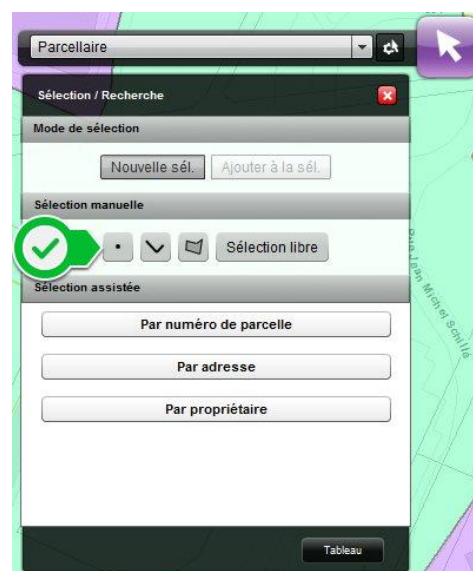 Parcellaire
Sélection / Recherche
Mode de sélection
Nouvelle sél. Ajouter à la sél.
Sélection manuelle
Sélection libre
Sélection assistée
Par numéro de parcelle
Par adresse
Par propriétaire
Tableau
Rue Jean Michel Schillé